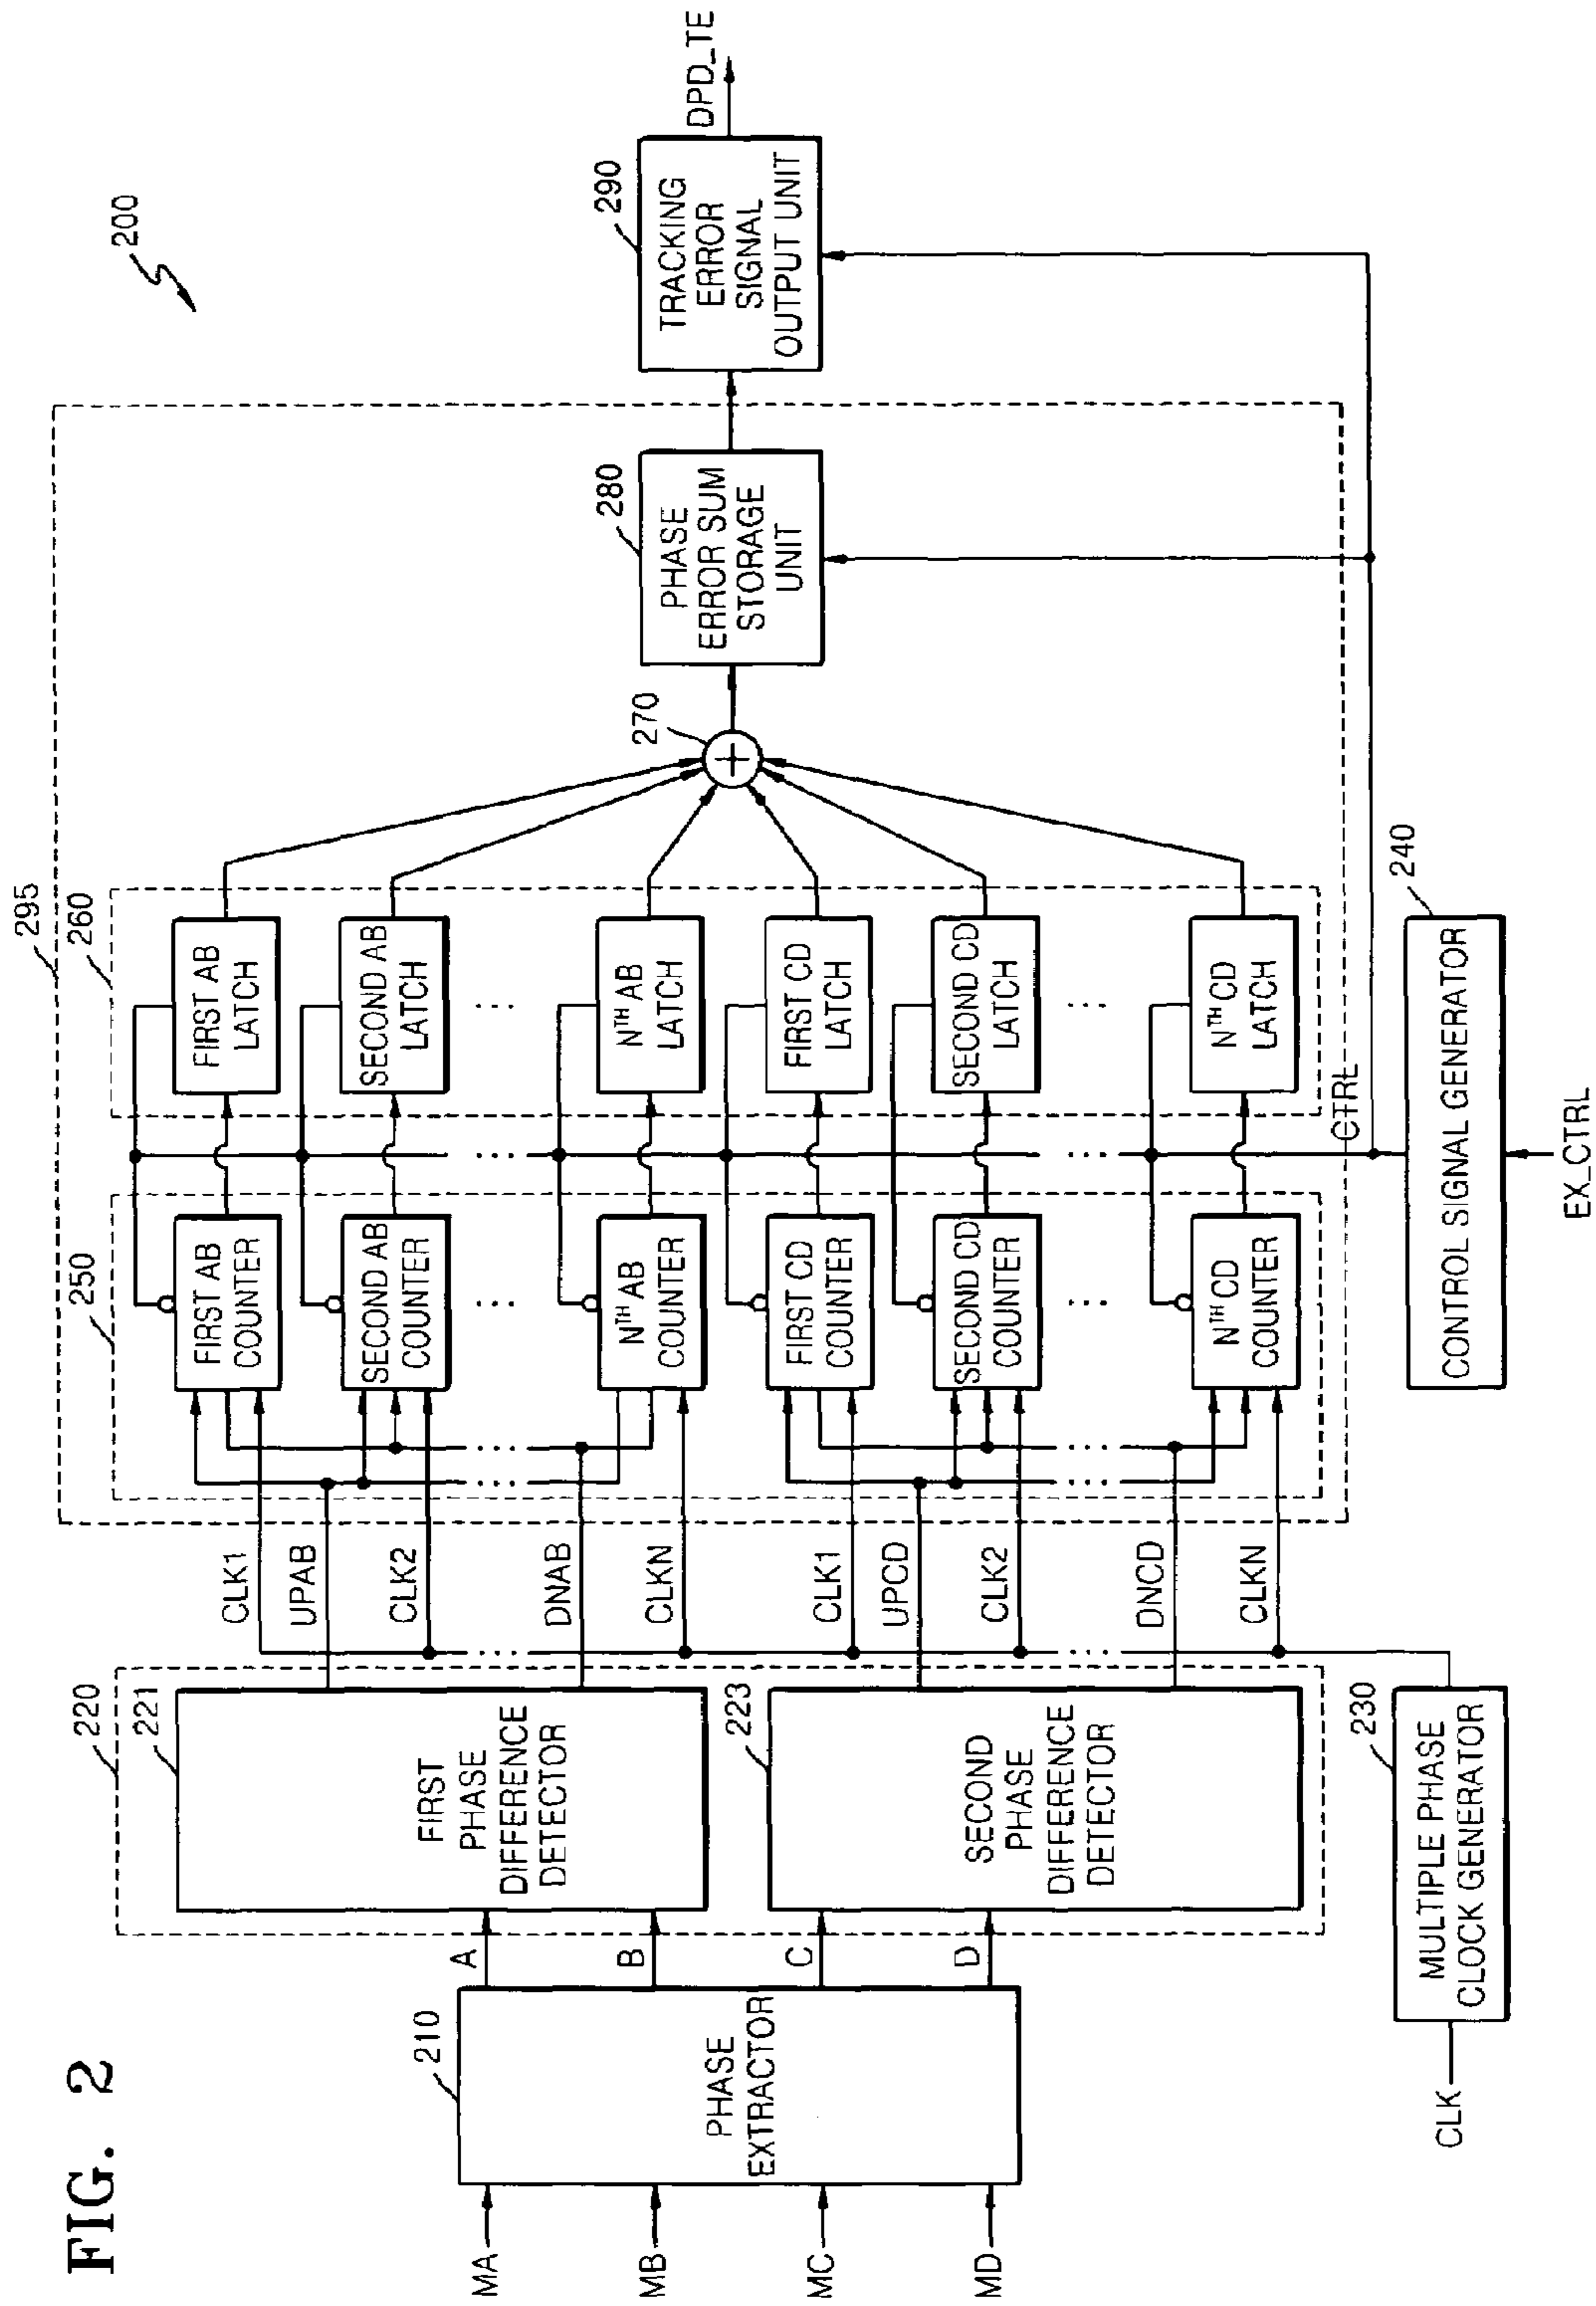 FIG. 2
200
MA
MB
MC
MD
210
PHASE
EXTRACTOR
A
B
C
D
220
221
FIRST
PHASE
DIFFERENCE
DETECTOR
223
SECOND
PHASE
DIFFERENCE
DETECTOR
CLK
230
MULTIPLE PHASE
CLOCK GENERATOR
CLK1
UPAB
CLK2
DNAB
CLKN
CLK1
UPCD
CLK2
DNCD
CLKN
295
250
FIRST AB
COUNTER
SECOND AB
COUNTER
...
NTH AB
COUNTER
FIRST CD
COUNTER
SECOND CD
COUNTER
...
NTH CD
COUNTER
260
FIRST AB
LATCH
SECOND AB
LATCH
...
NTH AB
LATCH
FIRST CD
LATCH
SECOND CD
LATCH
...
NTH CD
LATCH
CTRL
240
CONTROL SIGNAL GENERATOR
EX_CTRL
270
+
280
PHASE
ERROR SUM
STORAGE
UNIT
290
TRACKING
ERROR
SIGNAL
OUTPUT UNIT
DPD_TE